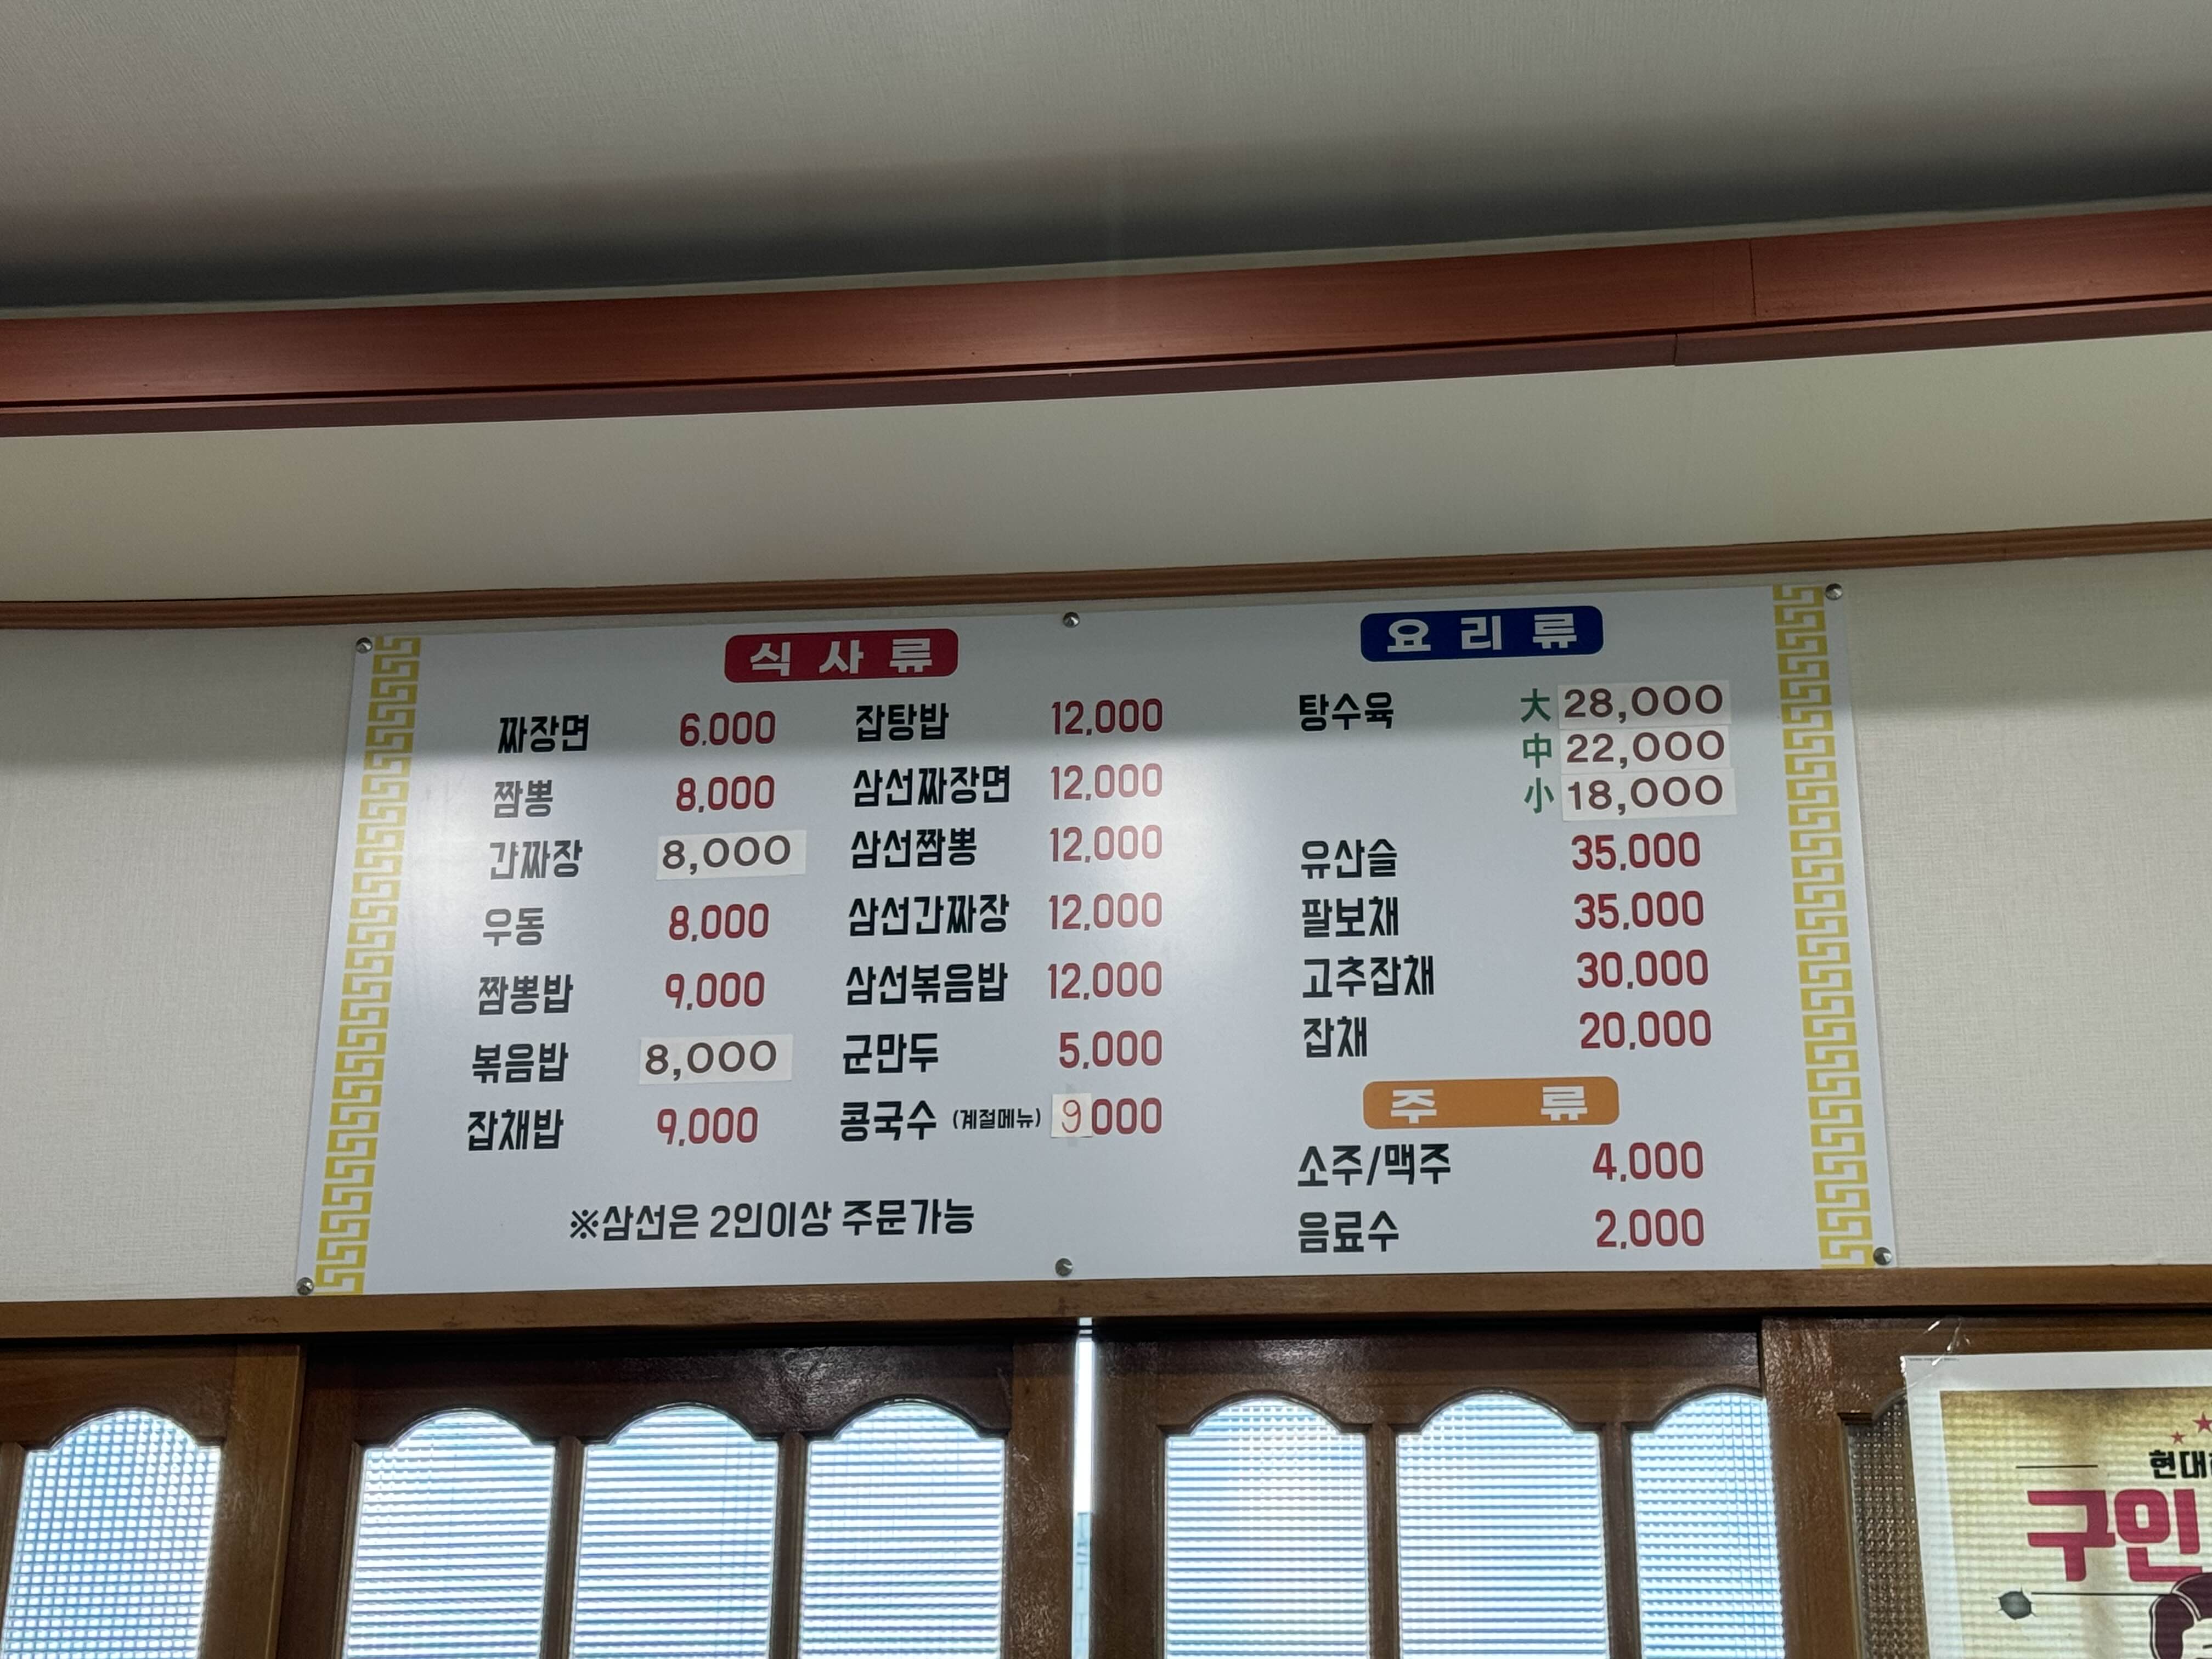 식사류
짜장면 6,000
짬뽕 8,000
간짜장 8,000
우동 8,000
짬뽕밥 9,000
볶음밥 8,000
잡채밥 9,000
잡탕밥 12,000
삼선짜장면 12,000
삼선짬뽕 12,000
삼선간짜장 12,000
삼선볶음밥 12,000
군만두 5,000
콩국수 (계절메뉴) 9000
※삼선은 2인이상 주문가능
요리류
탕수육 大 28,000
中 22,000
小 18,000
유산슬 35,000
팔보채 35,000
고추잡채 30,000
잡채 20,000
주류
소주/맥주 4,000
음료수 2,000
현대
구인